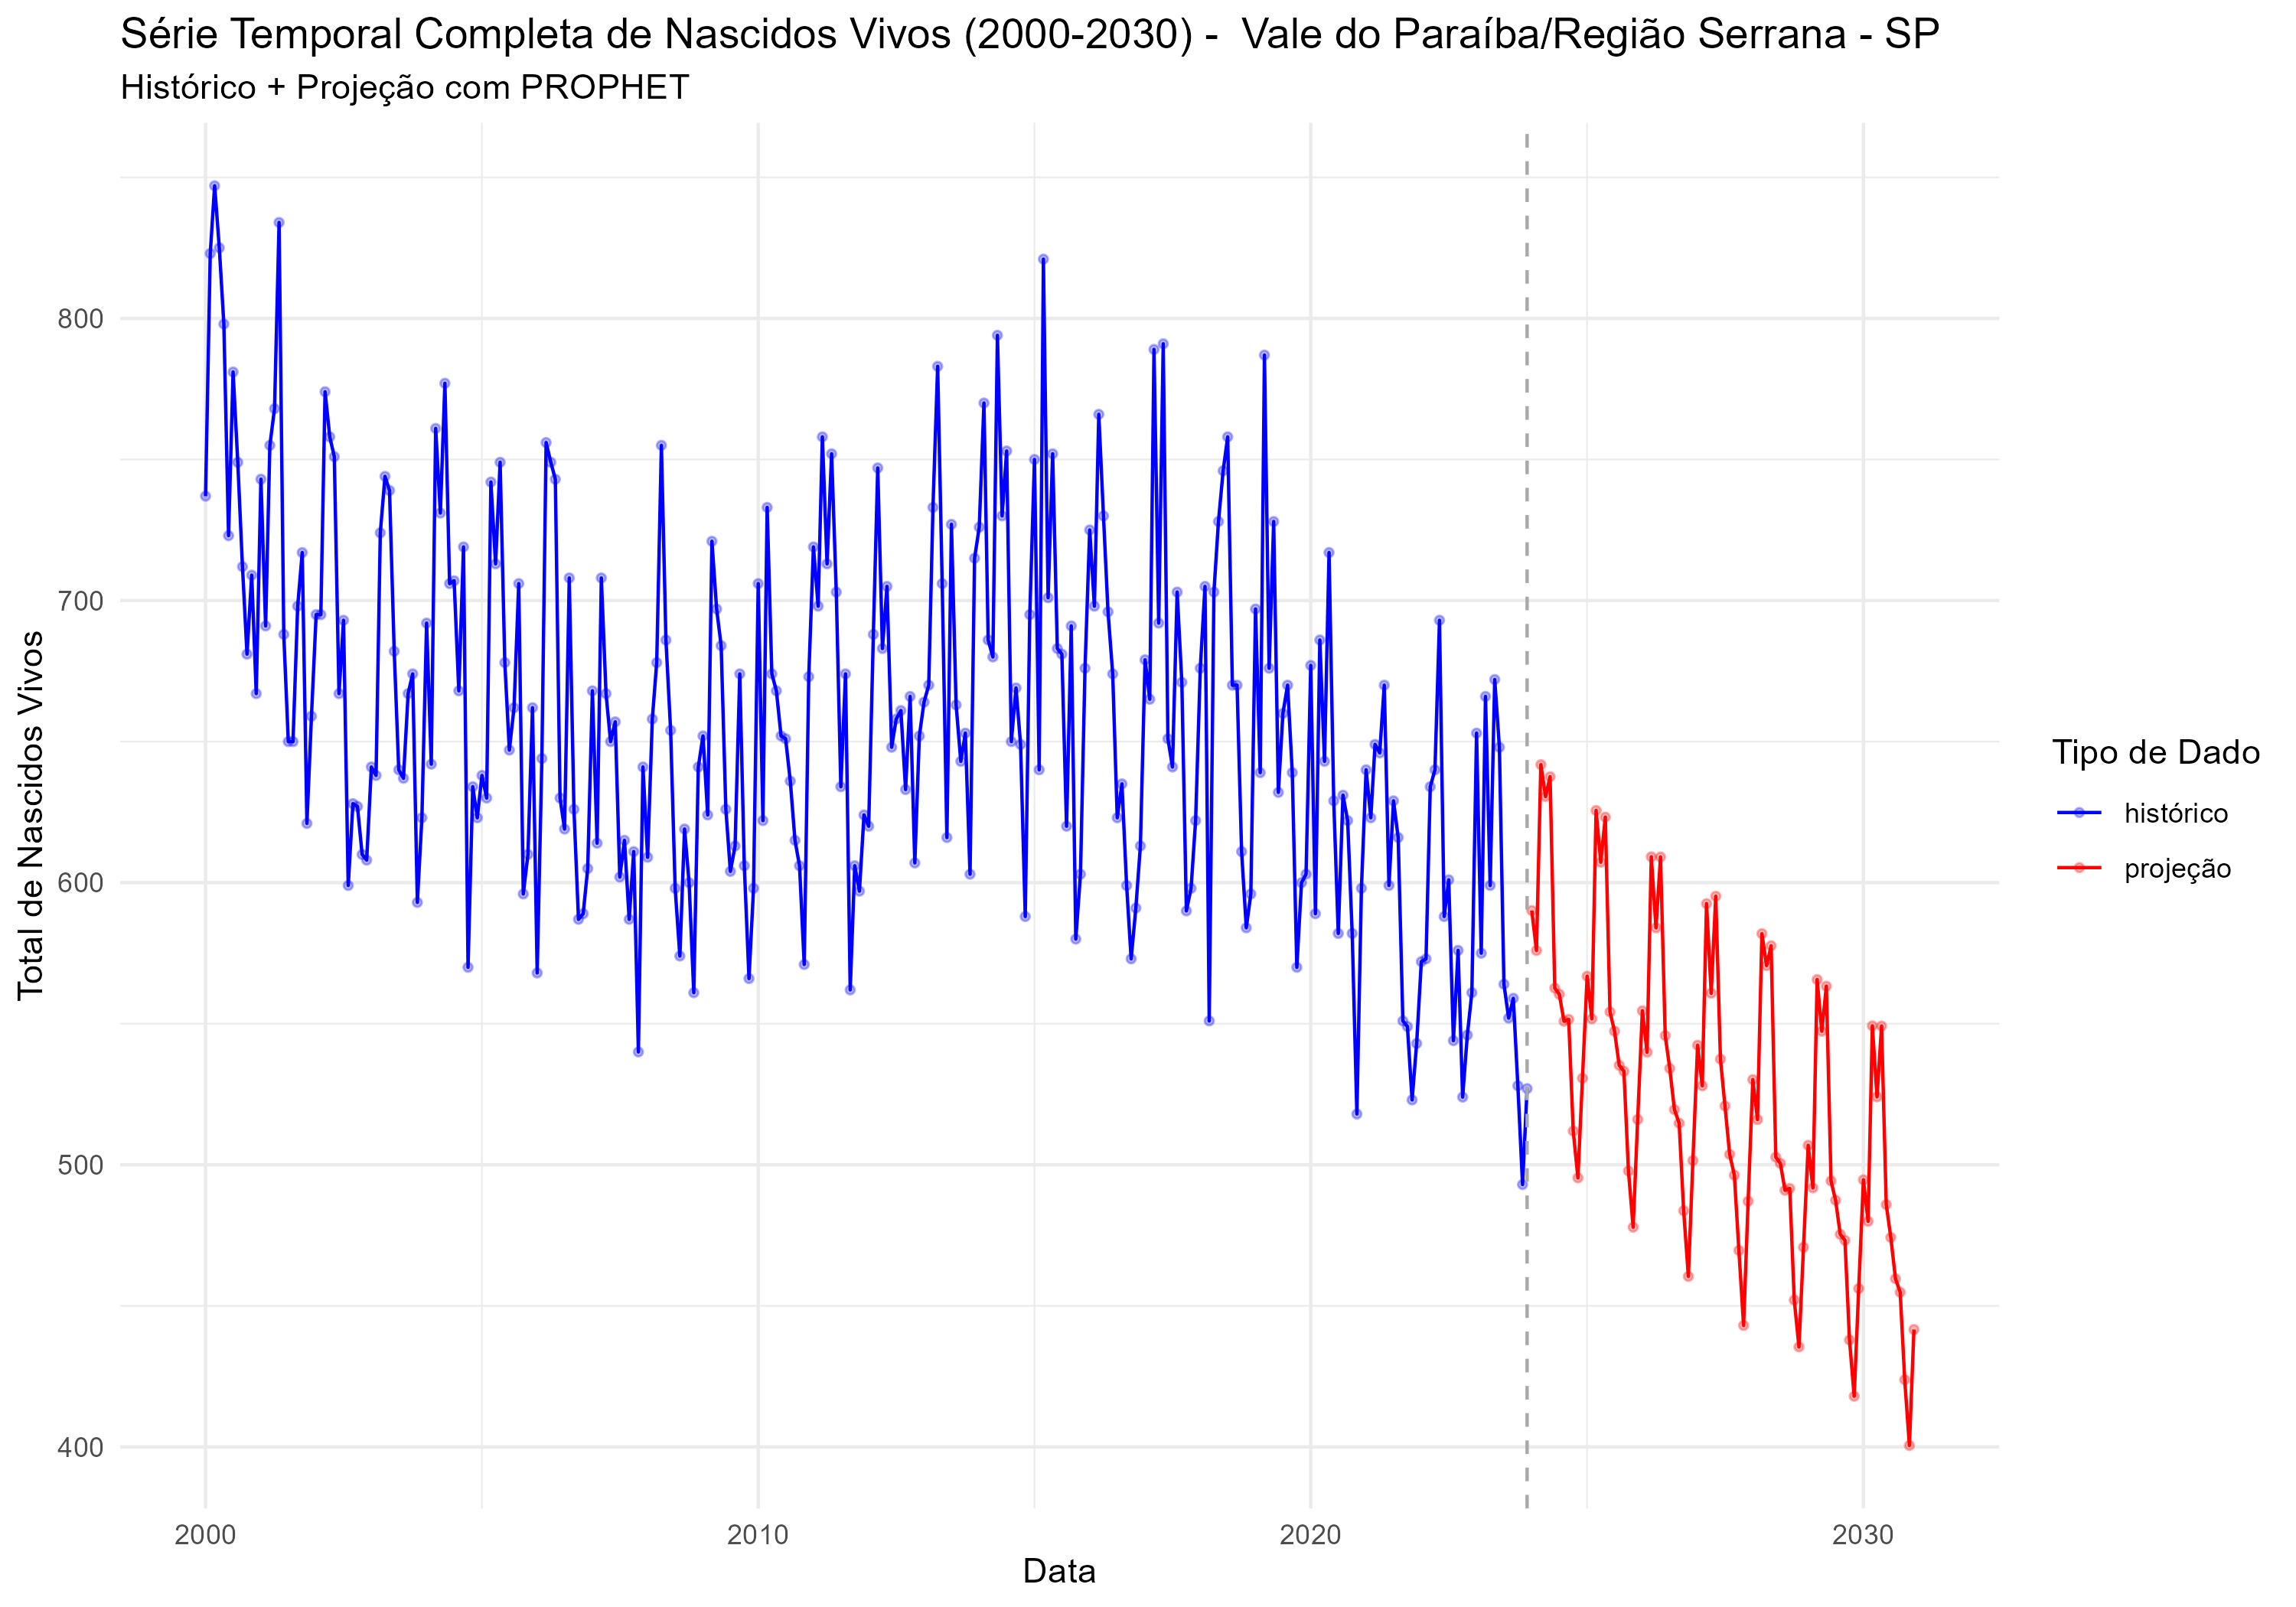 Série Temporal Completa de Nascidos Vivos (2000-2030) -  Vale do Paraíba/Região Serrana - SP
Histórico + Projeção com PROPHET
Total de Nascidos Vivos
800
700
600
500
400
2000
2010
2020
2030
Data
Tipo de Dado
histórico
projeção